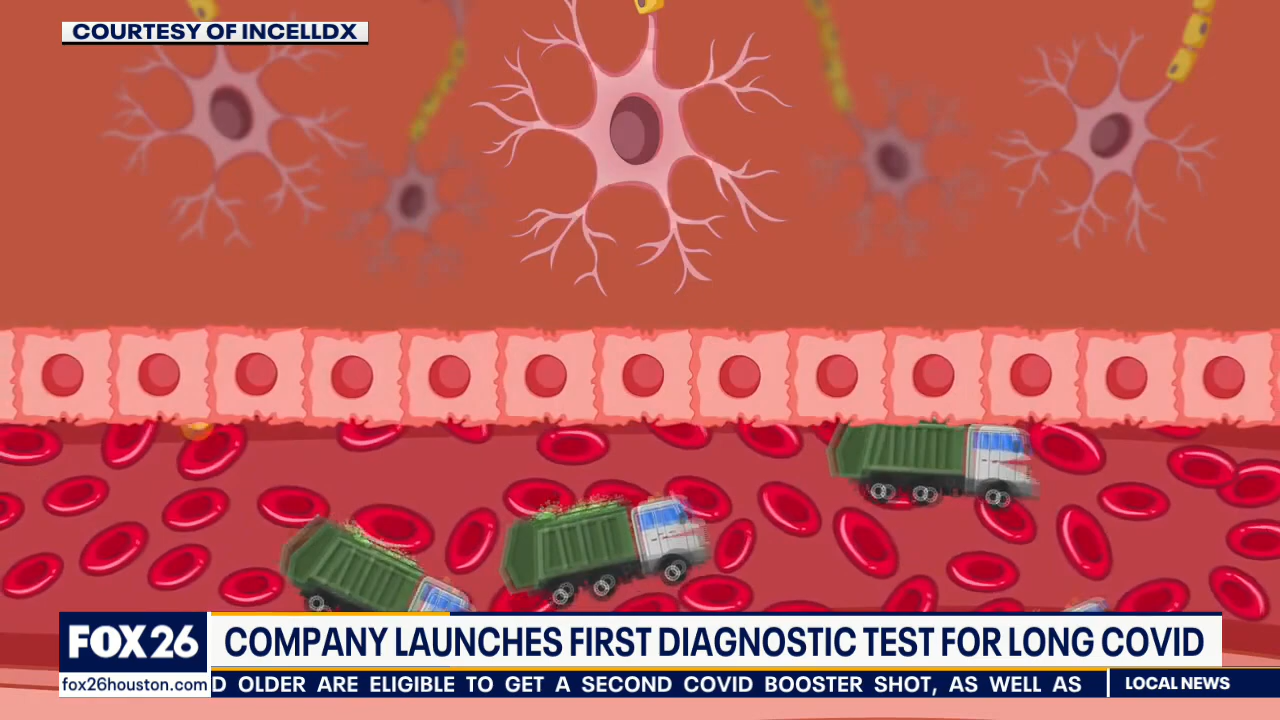 COURTESY OF INCELLDX
FOX 26
COMPANY LAUNCHES FIRST DIAGNOSTIC TEST FOR LONG COVID
fox26houston.com
D OLDER ARE ELIGIBLE TO GET A SECOND COVID BOOSTER SHOT, AS WELL AS
LOCAL NEWS